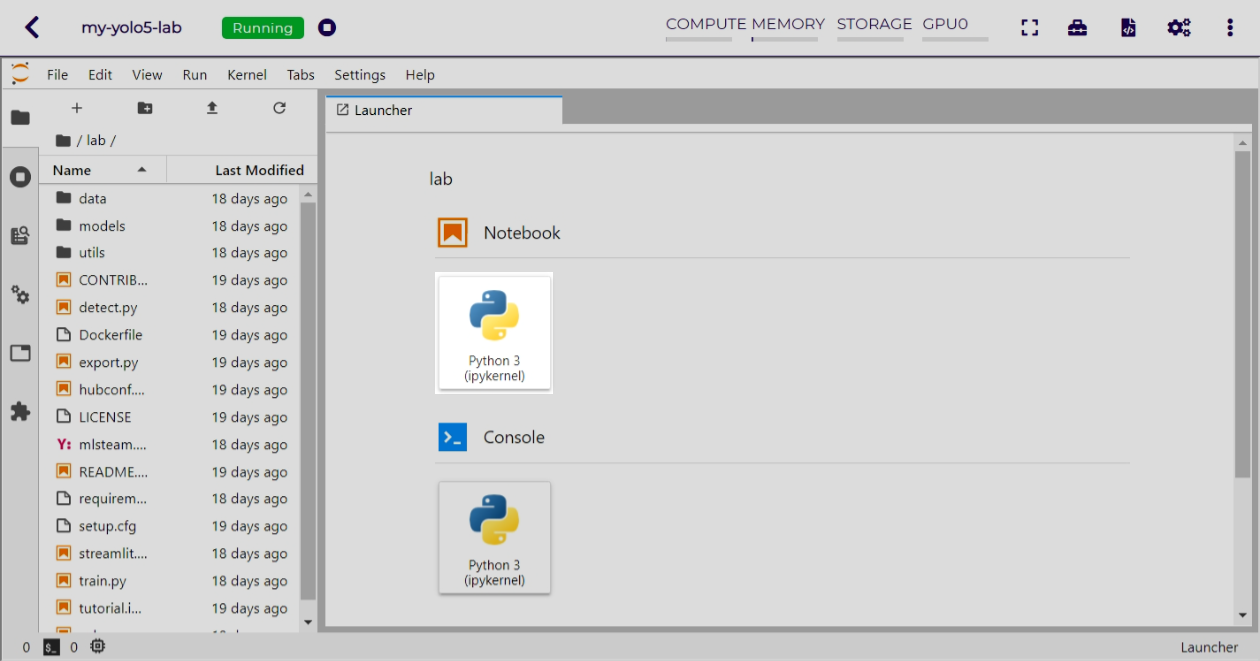 my-yolo5-lab Running COMPUTE MEMORY STORAGE GPU0
File Edit View Run Kernel Tabs Settings Help
/ lab /
Name Last Modified
data 18 days ago
models 18 days ago
utils 18 days ago
CONTRIB... 19 days ago
detect.py 18 days ago
Dockerfile 19 days ago
export.py 19 days ago
hubconf.... 19 days ago
LICENSE 19 days ago
Y: mlsteam.... 18 days ago
README.... 19 days ago
requirem... 18 days ago
setup.cfg 19 days ago
streamlit.... 18 days ago
train.py 18 days ago
tutorial.i... 19 days ago
Launcher
lab
Notebook
Python 3
(ipykernel)
Console
Python 3
(ipykernel)
0 $_ 0 Launcher